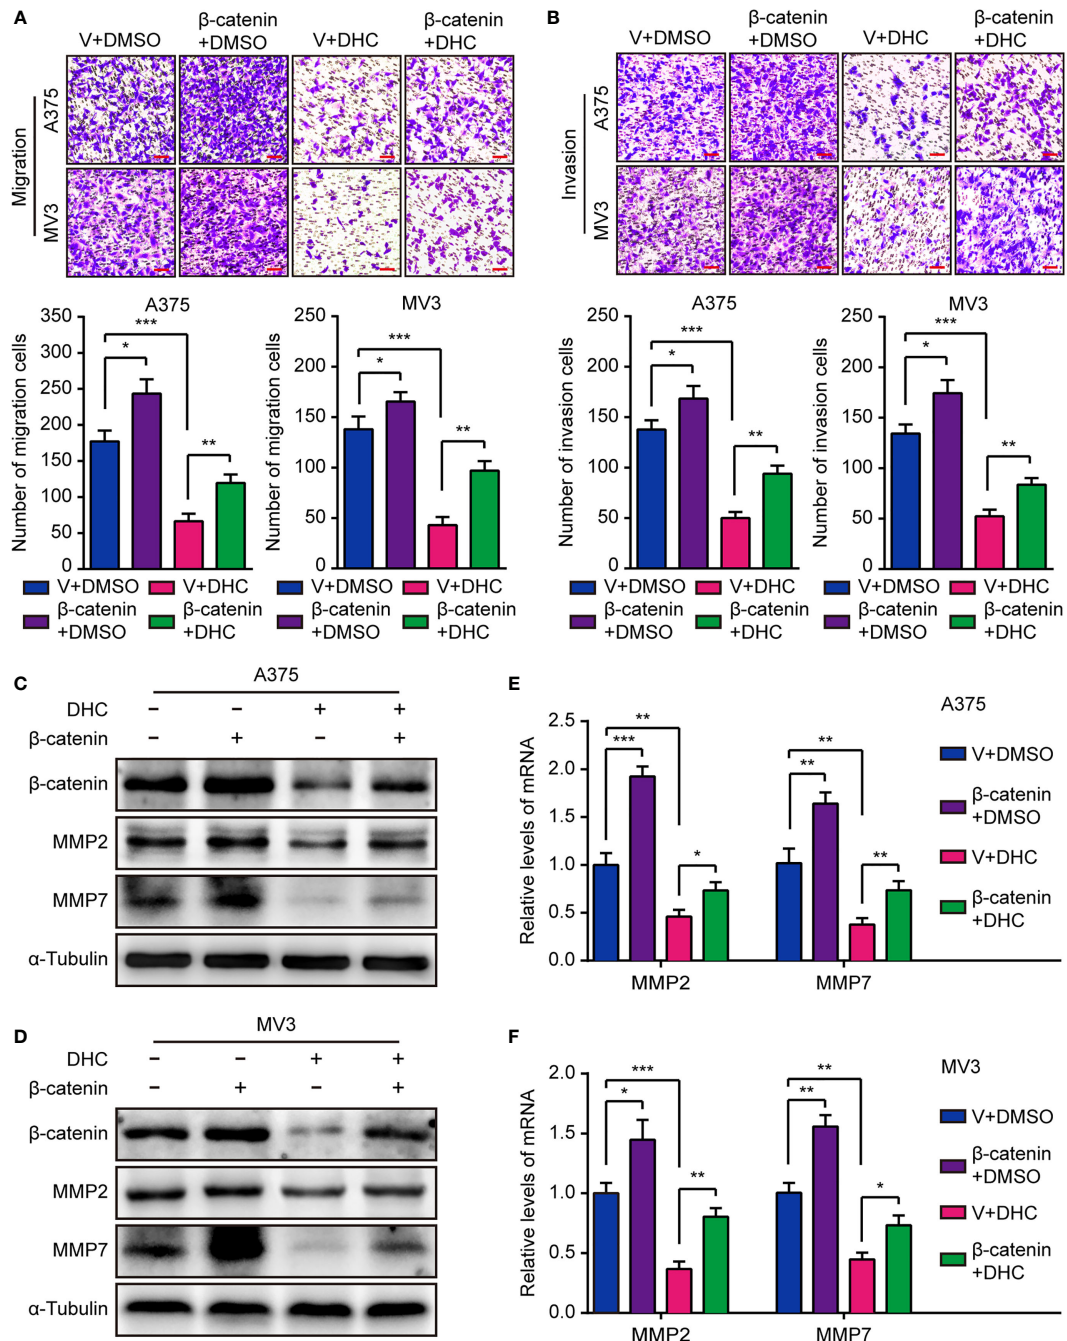 A
V+DMSO
β-catenin
+DMSO
V+DHC
β-catenin
+DHC
Migration
A375
MV3
B
V+DMSO
β-catenin
+DMSO
V+DHC
β-catenin
+DHC
Invasion
A375
MV3
A375
Number of migration cells
350
300
250
200
150
100
50
0
***
*
**
V+DMSO
V+DHC
β-catenin
+DMSO
β-catenin
+DHC
MV3
Number of migration cells
250
200
150
100
50
0
***
*
**
V+DMSO
V+DHC
β-catenin
+DMSO
β-catenin
+DHC
A375
Number of invasion cells
250
200
150
100
50
0
***
*
**
V+DMSO
V+DHC
β-catenin
+DMSO
β-catenin
+DHC
MV3
Number of invasion cells
250
200
150
100
50
0
***
*
**
V+DMSO
V+DHC
β-catenin
+DMSO
β-catenin
+DHC
C
A375
DHC − − + +
β-catenin − + − +
β-catenin
MMP2
MMP7
α-Tubulin
E
A375
Relative levels of mRNA
2.5
2.0
1.5
1.0
0.5
0.0
**
***
*
**
**
**
MMP2
MMP7
V+DMSO
β-catenin
+DMSO
V+DHC
β-catenin
+DHC
D
MV3
DHC − − + +
β-catenin − + − +
β-catenin
MMP2
MMP7
α-Tubulin
F
MV3
Relative levels of mRNA
2.0
1.5
1.0
0.5
0.0
***
*
**
**
**
*
MMP2
MMP7
V+DMSO
β-catenin
+DMSO
V+DHC
β-catenin
+DHC